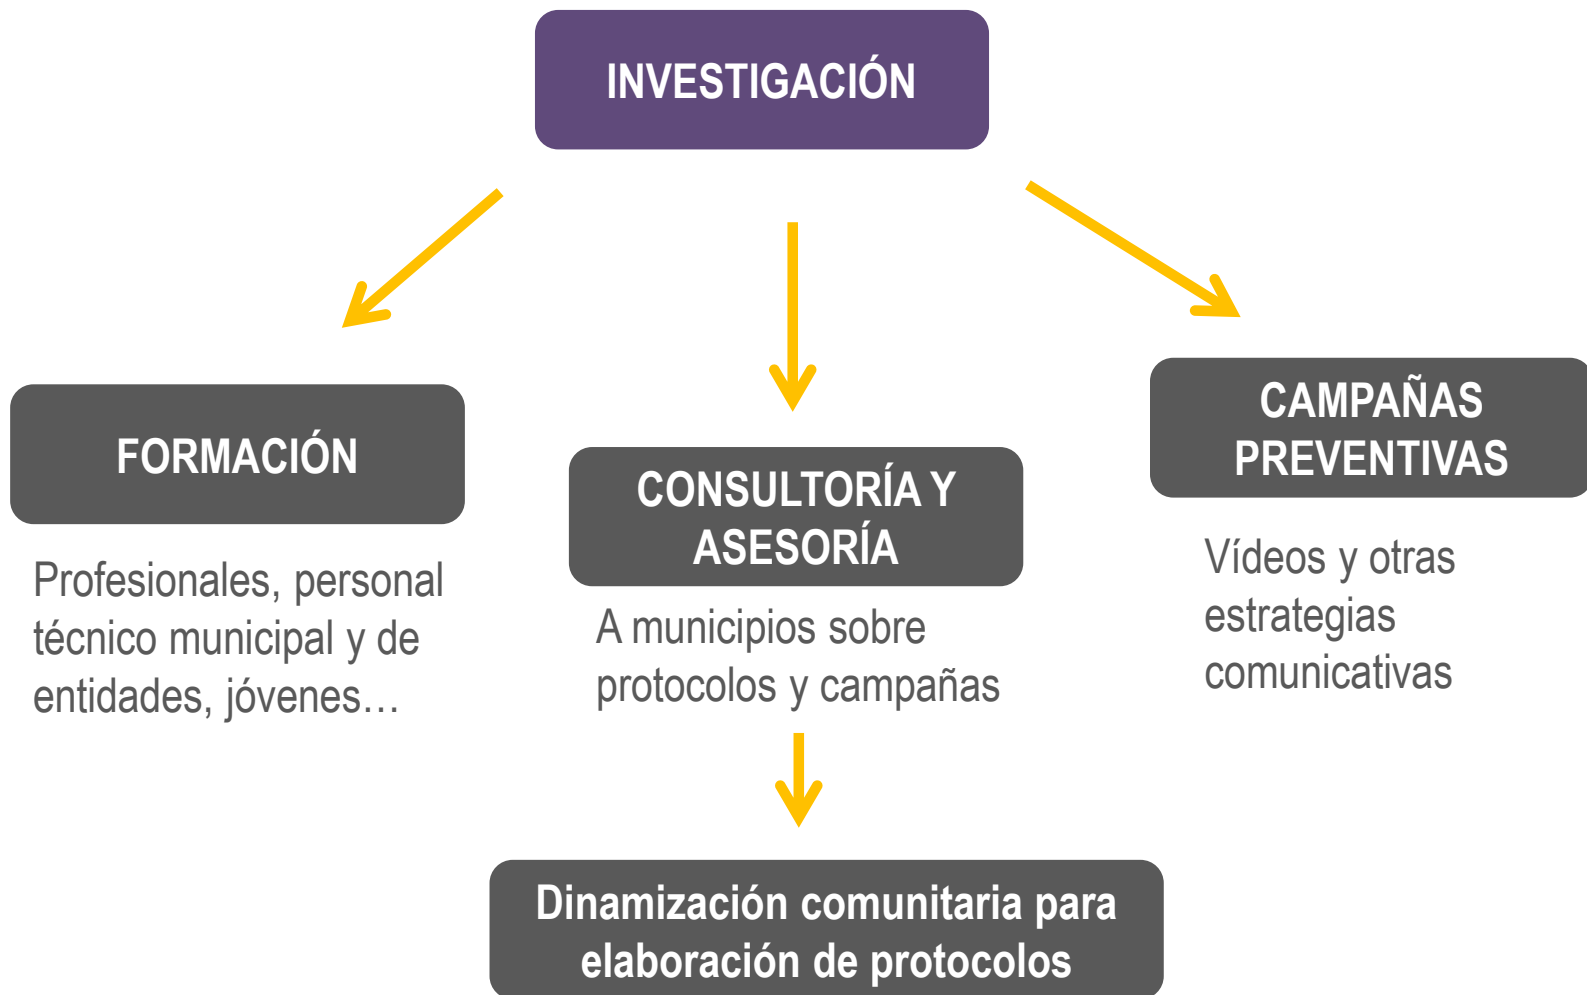 INVESTIGACIÓN
FORMACIÓN
Profesionales, personal
técnico municipal y de
entidades, jóvenes…
CONSULTORÍA Y
ASESORÍA
A municipios sobre
protocolos y campañas
CAMPAÑAS
PREVENTIVAS
Vídeos y otras
estrategias
comunicativas
Dinamización comunitaria para
elaboración de protocolos